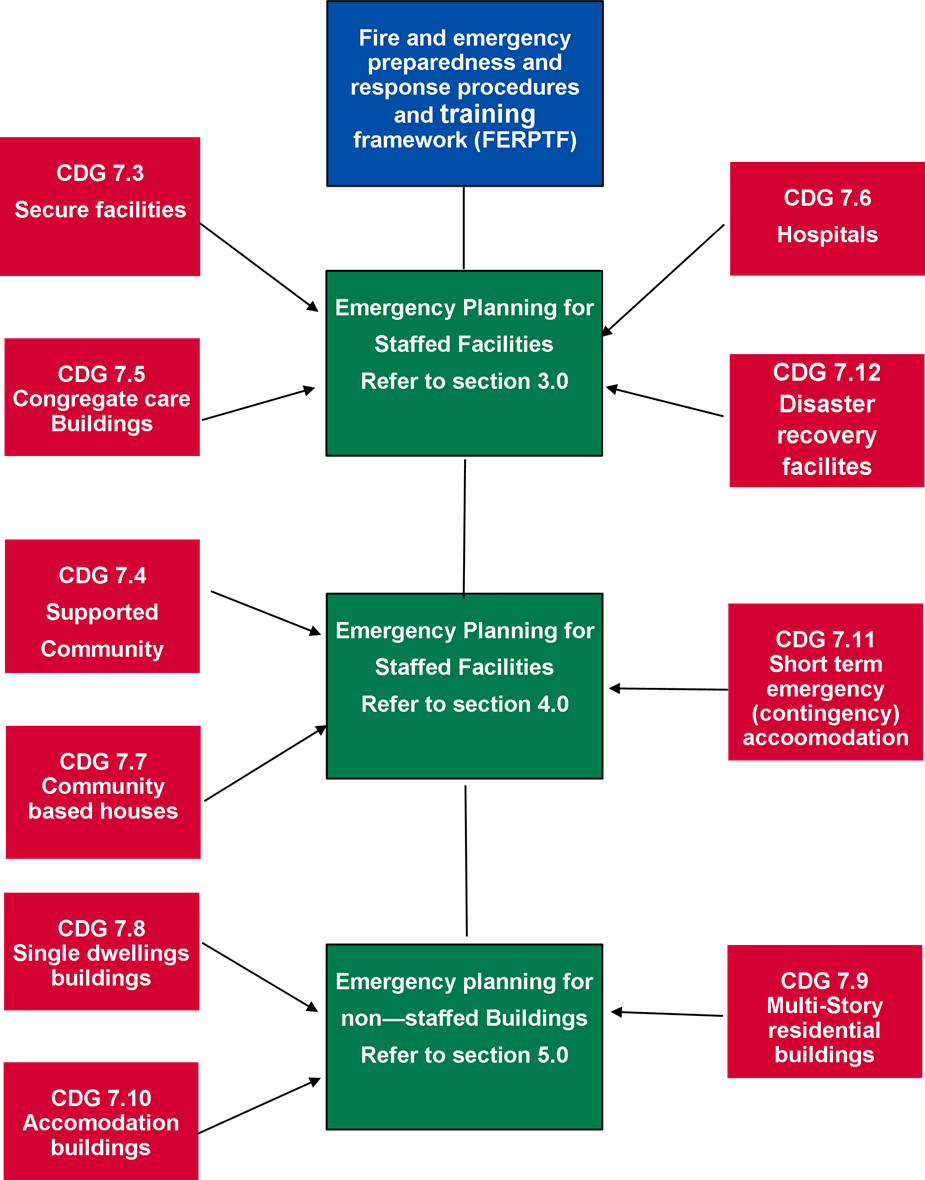 Fire and emergency
preparedness and
response procedures
and training
framework (FERPTF)
CDG 7.3
Secure facilities
CDG 7.6
Hospitals
Emergency Planning for
Staffed Facilities
Refer to section 3.0
CDG 7.5
Congregate care
Buildings
CDG 7.12
Disaster
recovery
facilites
CDG 7.4
Supported
Community
Emergency Planning for
Staffed Facilities
Refer to section 4.0
CDG 7.11
Short term
emergency
(contingency)
accoomodation
CDG 7.7
Community
based houses
CDG 7.8
Single dwellings
buildings
Emergency planning for
non—staffed Buildings
Refer to section 5.0
CDG 7.9
Multi-Story
residential
buildings
CDG 7.10
Accomodation
buildings